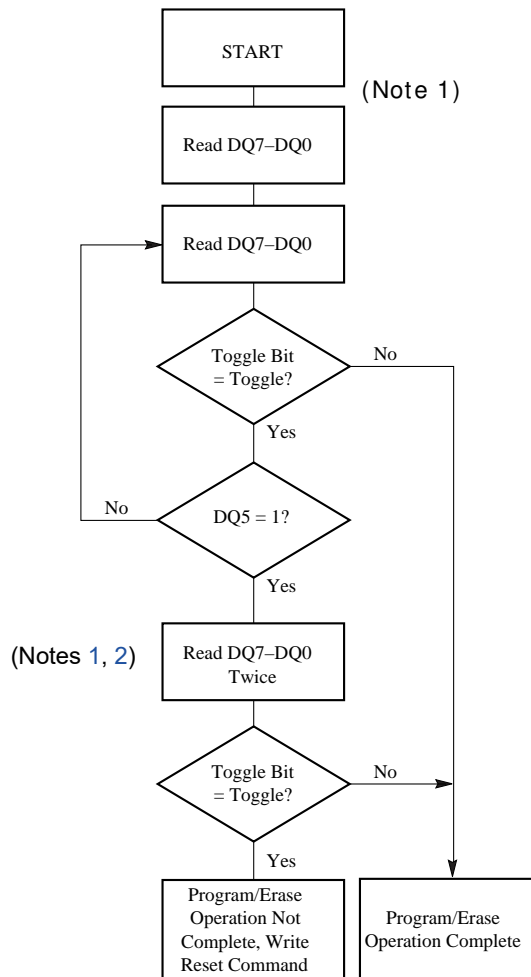 START
(Note 1)
Read DQ7–DQ0
Read DQ7–DQ0
Toggle Bit
= Toggle?
No
Yes
DQ5 = 1?
No
Yes
(Notes 1, 2)
Read DQ7–DQ0
Twice
Toggle Bit
= Toggle?
No
Yes
Program/Erase
Operation Not
Complete, Write
Reset Command
Program/Erase
Operation Complete